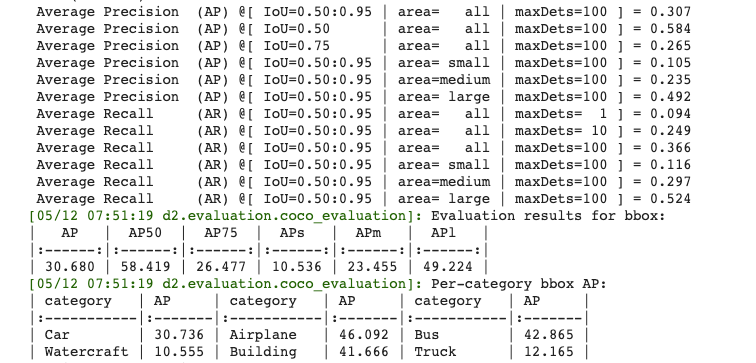 Average Precision  (AP) @[ IoU=0.50:0.95 | area=   all | maxDets=100 ] = 0.307
Average Precision  (AP) @[ IoU=0.50      | area=   all | maxDets=100 ] = 0.584
Average Precision  (AP) @[ IoU=0.75      | area=   all | maxDets=100 ] = 0.265
Average Precision  (AP) @[ IoU=0.50:0.95 | area= small | maxDets=100 ] = 0.105
Average Precision  (AP) @[ IoU=0.50:0.95 | area=medium | maxDets=100 ] = 0.235
Average Precision  (AP) @[ IoU=0.50:0.95 | area= large | maxDets=100 ] = 0.492
Average Recall     (AR) @[ IoU=0.50:0.95 | area=   all | maxDets=  1 ] = 0.094
Average Recall     (AR) @[ IoU=0.50:0.95 | area=   all | maxDets= 10 ] = 0.249
Average Recall     (AR) @[ IoU=0.50:0.95 | area=   all | maxDets=100 ] = 0.366
Average Recall     (AR) @[ IoU=0.50:0.95 | area= small | maxDets=100 ] = 0.116
Average Recall     (AR) @[ IoU=0.50:0.95 | area=medium | maxDets=100 ] = 0.297
Average Recall     (AR) @[ IoU=0.50:0.95 | area= large | maxDets=100 ] = 0.524
[05/12 07:51:19 d2.evaluation.coco_evaluation]: Evaluation results for bbox:
|   AP   |  AP50  |  AP75  |  APs   |  APm   |  APl   |
|:------:|:------:|:------:|:------:|:------:|:------:|
| 30.680 | 58.419 | 26.477 | 10.536 | 23.455 | 49.224 |
[05/12 07:51:19 d2.evaluation.coco_evaluation]: Per-category bbox AP:
| category   | AP     | category   | AP     | category   | AP     |
|:-----------|:-------|:-----------|:-------|:-----------|:-------|
| Car        | 30.736 | Airplane   | 46.092 | Bus        | 42.865 |
| Watercraft | 10.555 | Building   | 41.666 | Truck      | 12.165 |